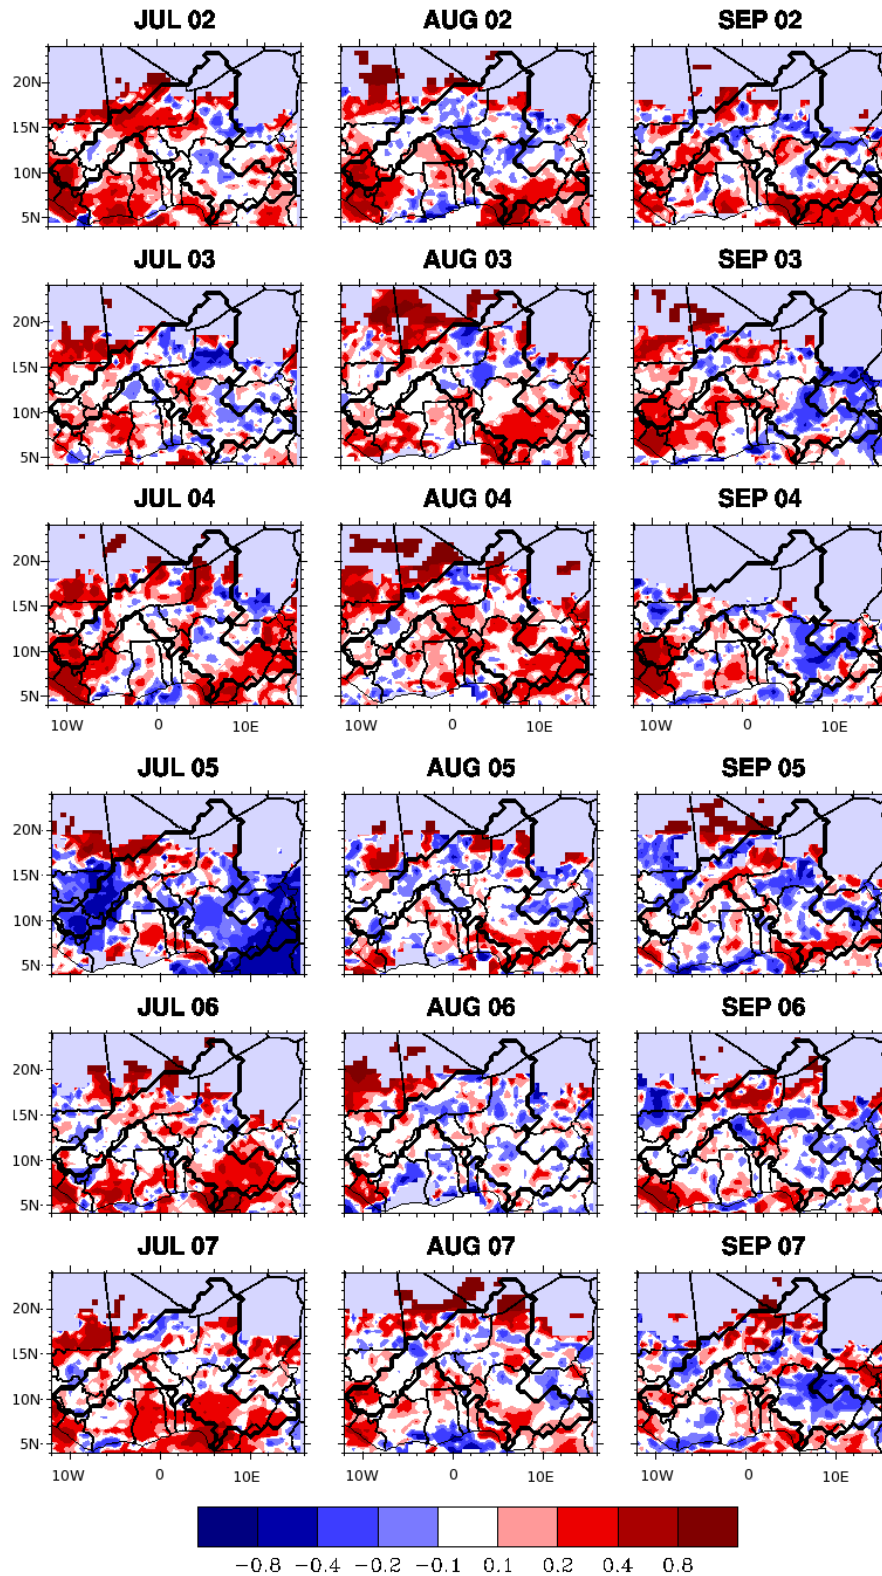 JUL 02 AUG 02 SEP 02
20N
15N
10N
5N
JUL 03 AUG 03 SEP 03
20N
15N
10N
5N
JUL 04 AUG 04 SEP 04
20N
15N
10N
5N
10W 0 10E 10W 0 10E 10W 0 10E
JUL 05 AUG 05 SEP 05
20N
15N
10N
5N
JUL 06 AUG 06 SEP 06
20N
15N
10N
5N
JUL 07 AUG 07 SEP 07
20N
15N
10N
5N
10W 0 10E 10W 0 10E 10W 0 10E
-0.8 -0.4 -0.2 -0.1 0.1 0.2 0.4 0.8